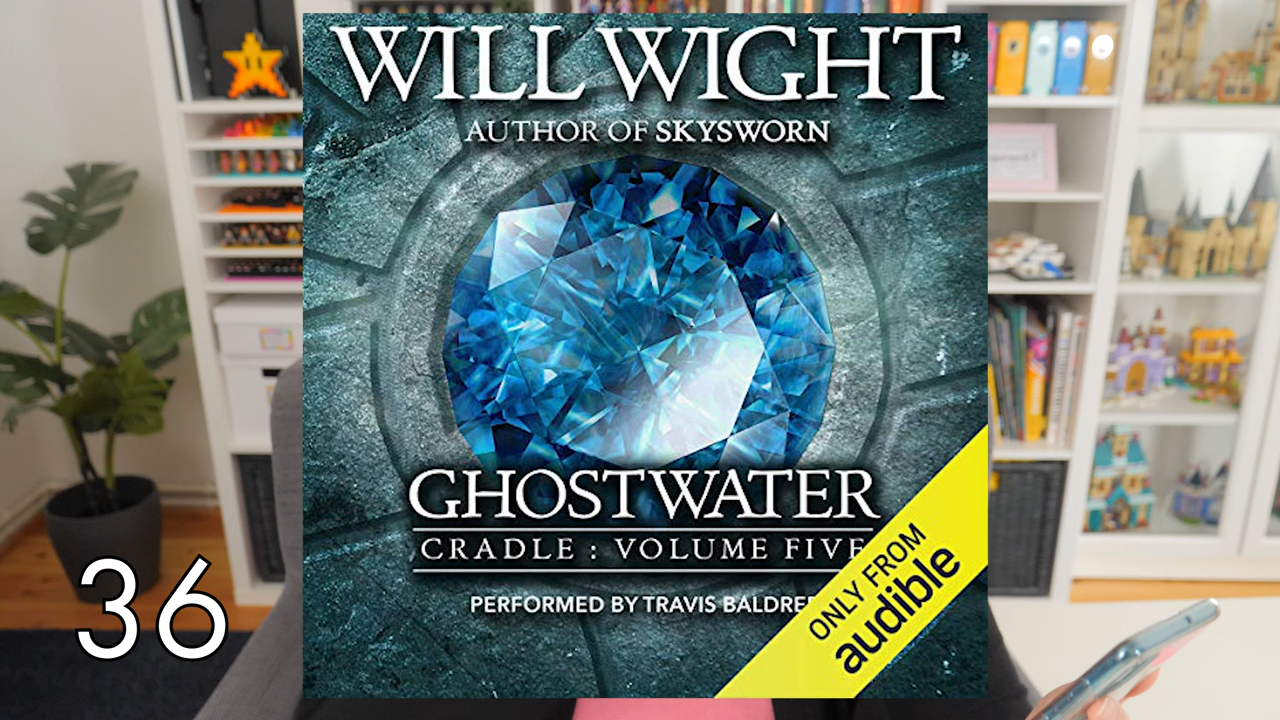 WILL WIGHT
AUTHOR OF SKYSWORN
GHOSTWATER
CRADLE : VOLUME FIVE
PERFORMED BY TRAVIS BALDREE
ONLY FROM
audible
36